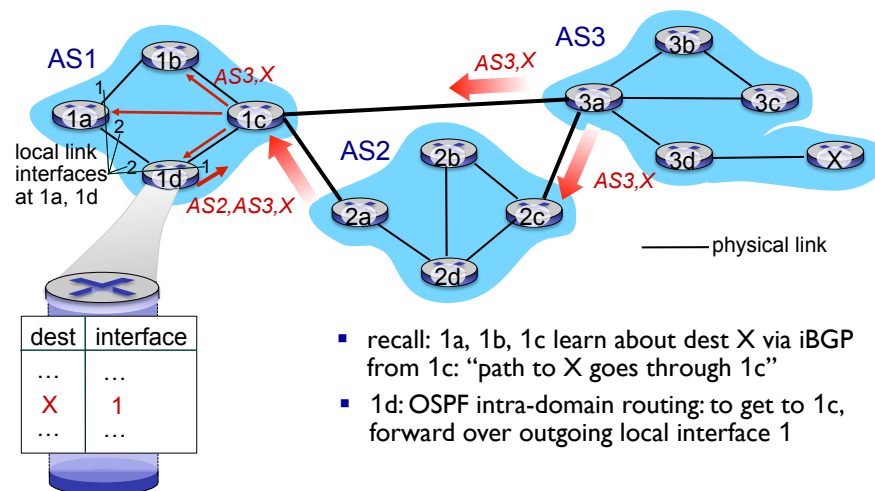 AS3
AS1
3b
1b
AS3,X
AS3,X
1
3a
3c
1a
1c
2
AS2
local link
interfaces
at 1a, 1d
2b
3d
X
2
1d
1
AS3,X
AS2,AS3,X
2a
2c
physical link
2d
dest interface
… …
X 1
… …
▪ recall: 1a, 1b, 1c learn about dest X via iBGP
from 1c: “path to X goes through 1c”
▪ 1d: OSPF intra-domain routing: to get to 1c,
forward over outgoing local interface 1